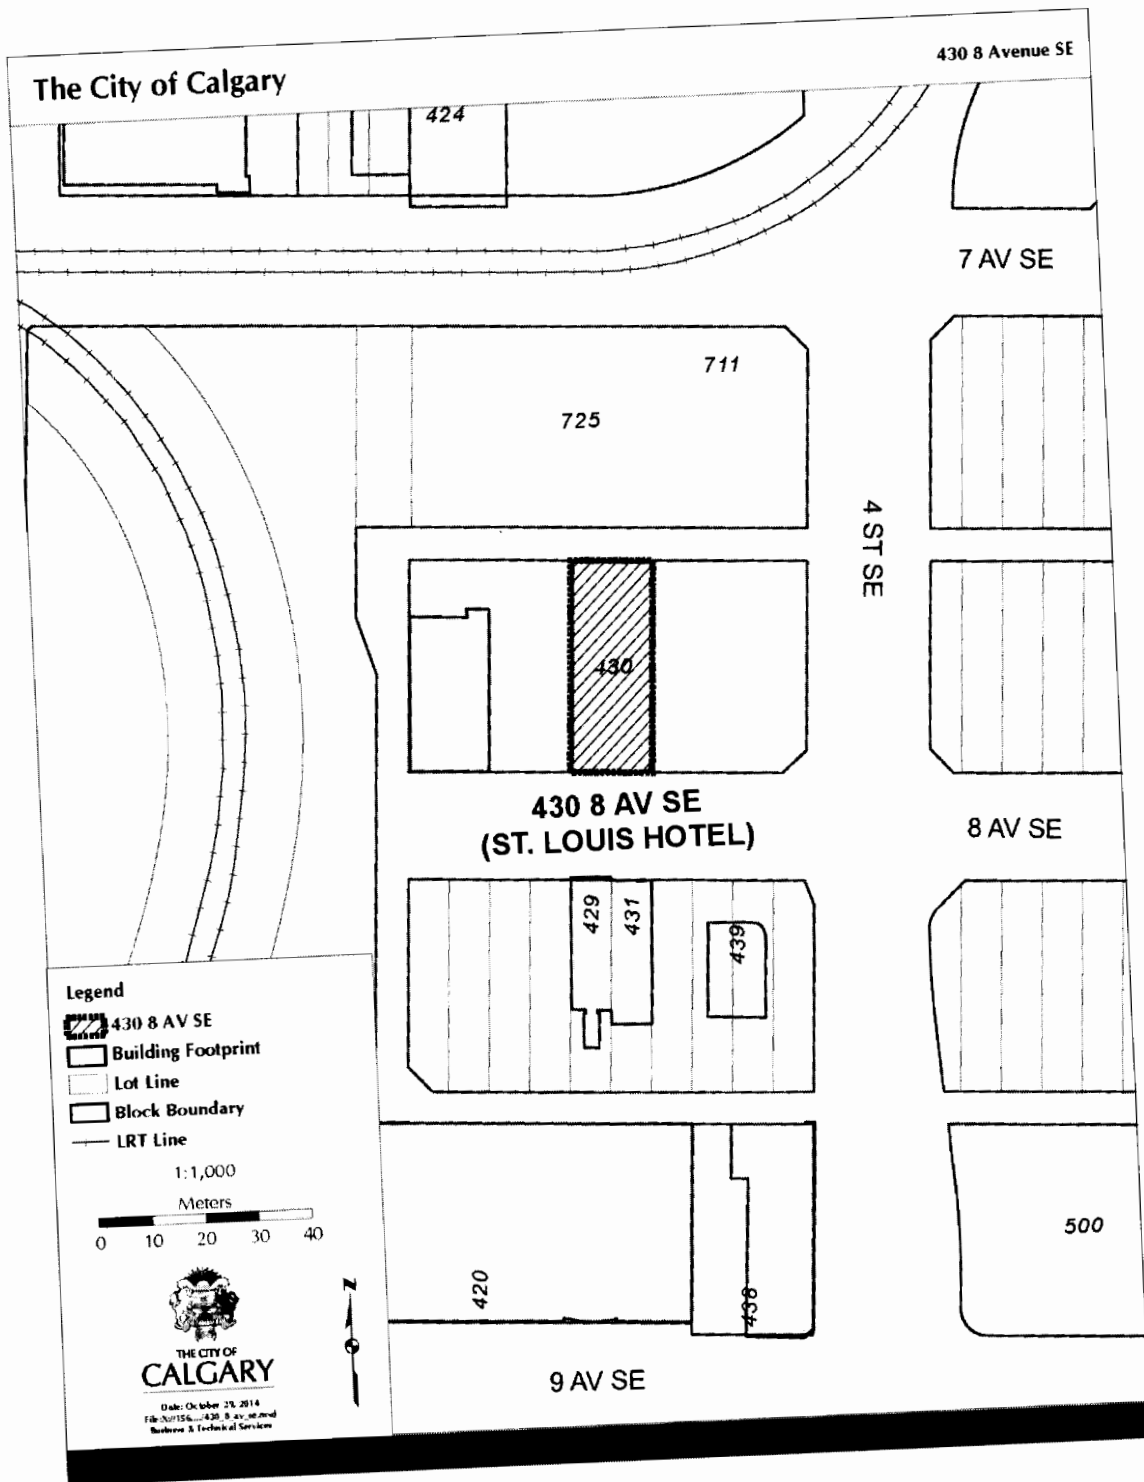 The City of Calgary
430 8 Avenue SE
424
7 AV SE
711
725
4 ST SE
430
430 8 AV SE
(ST. LOUIS HOTEL)
8 AV SE
429
431
439
Legend
430 8 AV SE
Building Footprint
Lot Line
Block Boundary
LRT Line
1:1,000
Meters
0 10 20 30 40
N
500
420
438
9 AV SE
THE CITY OF
CALGARY
Date: October 29, 2014
Business & Technical Services